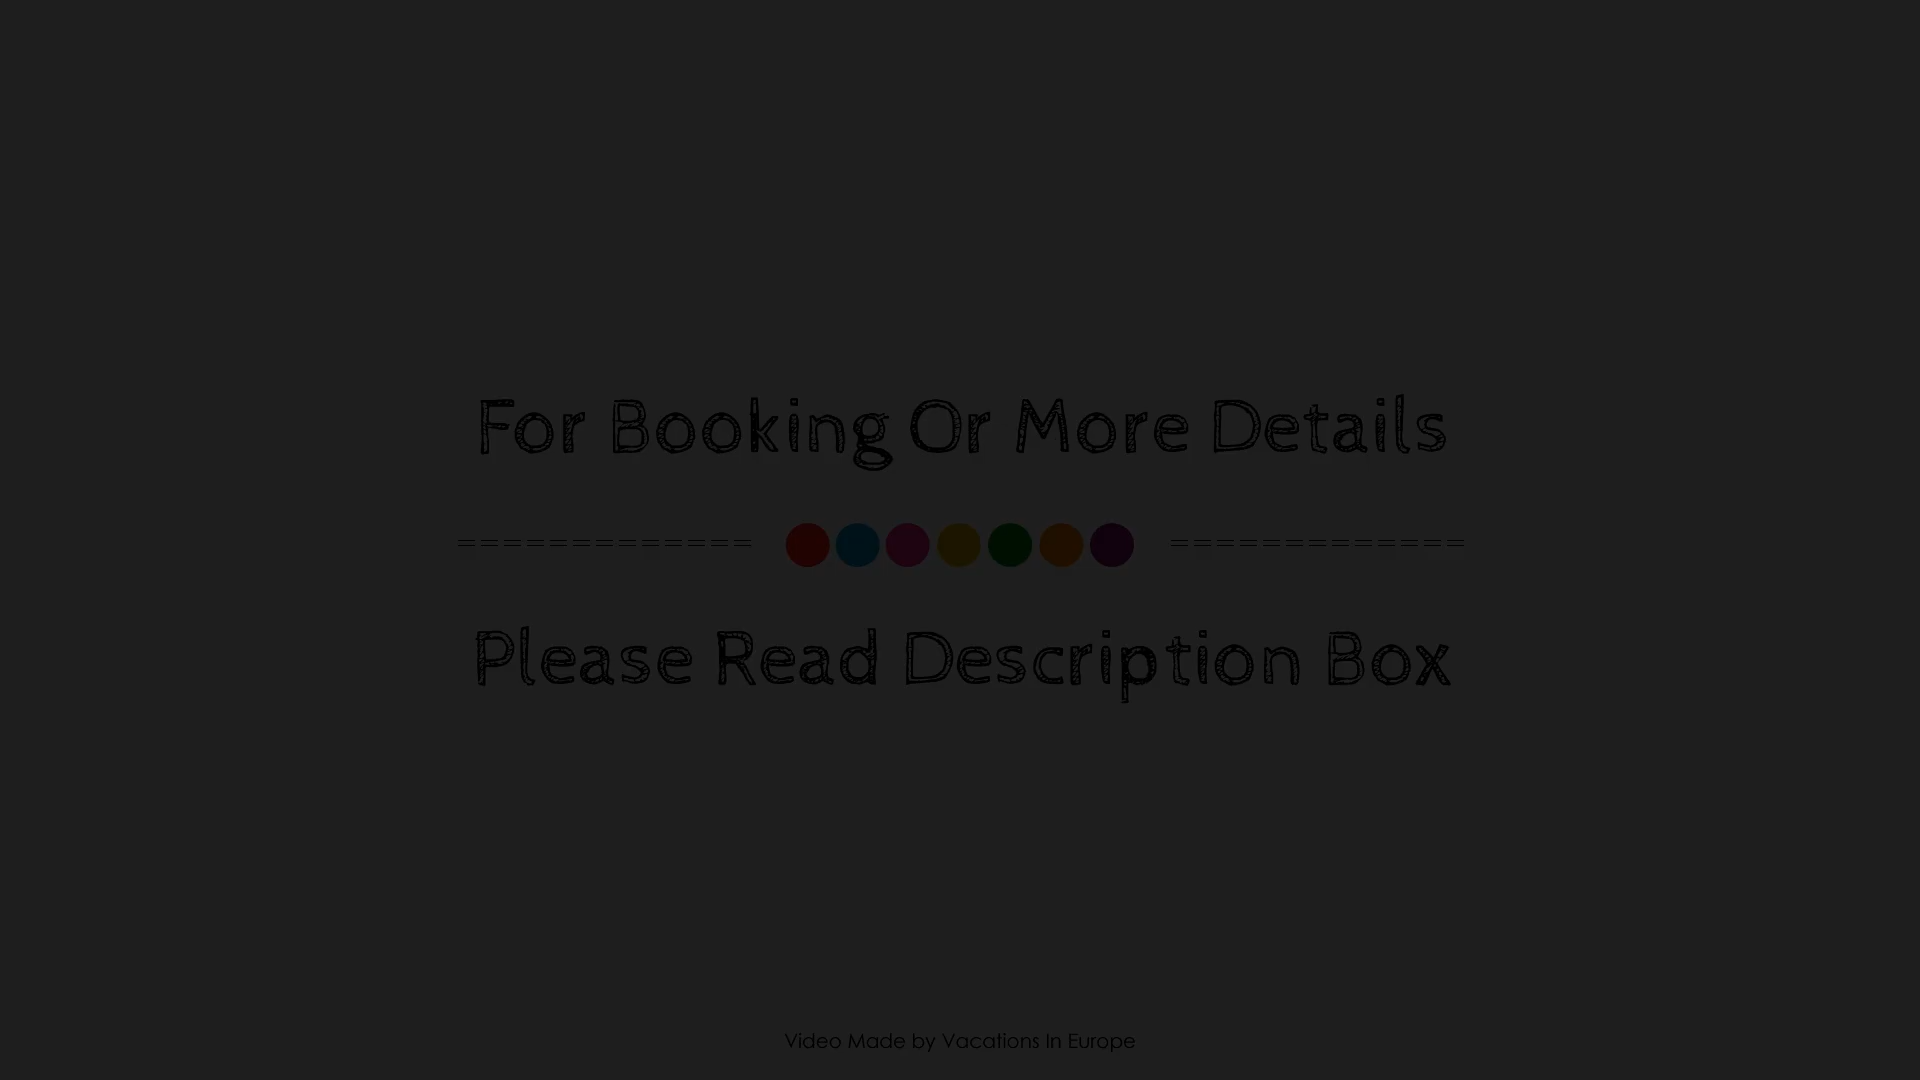 For Booking Or More Details
============= =============
Please Read Description Box
Video Made by Vacations In Europe